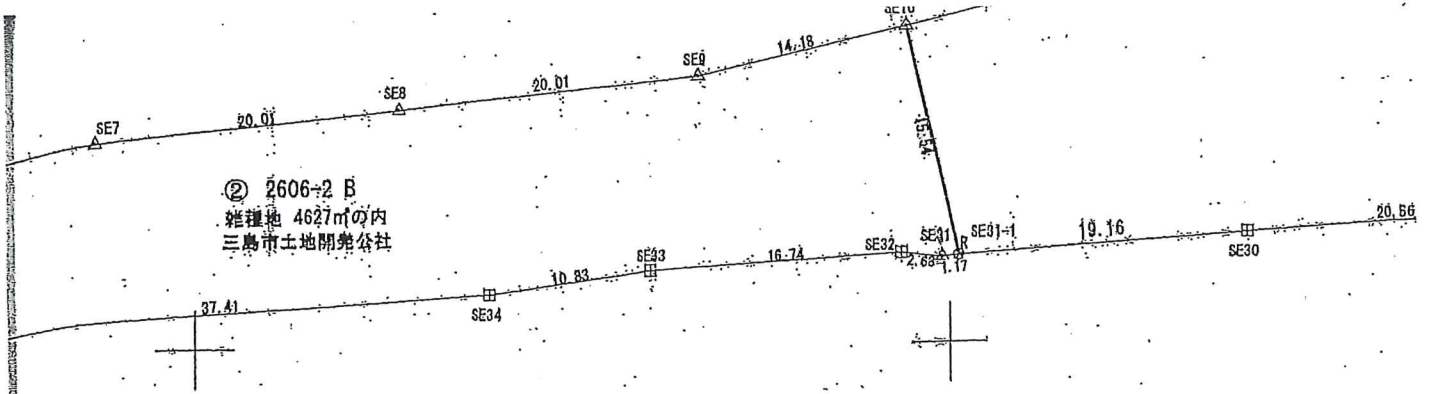 SE10
14.18
SE9
20.01
SE8
20.01
SE7
15.54
② 2606-2 B
雑種地 4627㎡の内
三島市土地開発公社
SE31
SE31-1
R
19.16
20.66
SE32
SE30
2.68
1.17
SE33
16.74
10.83
37.41
SE34